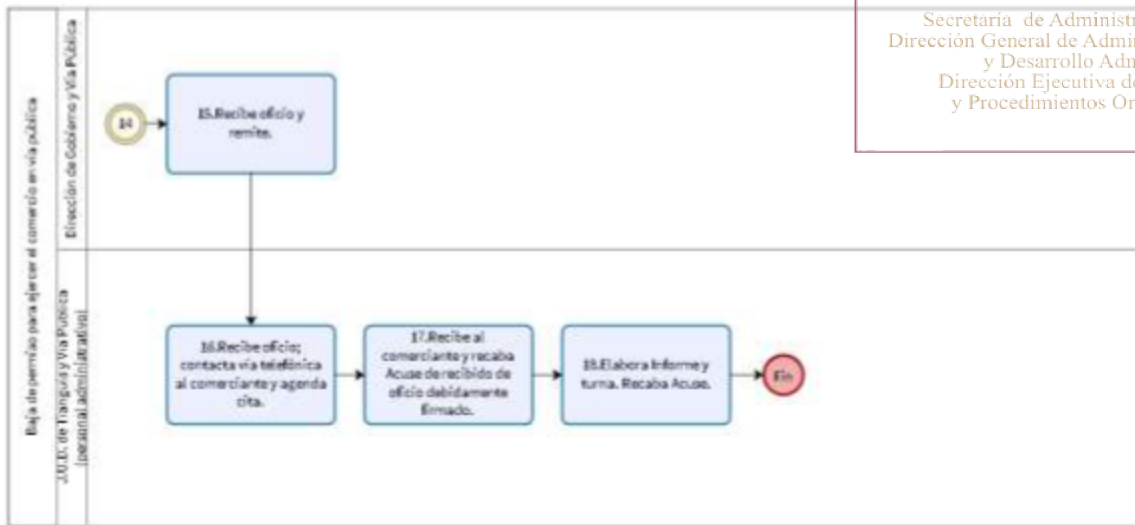 Secretaría de Administr
Dirección General de Admin
y Desarrollo Adm
Dirección Ejecutiva de
y Procedimientos Or
Baja de permiso para ejercer el comercio en vía pública
Dirección de Gobierno y Vía Pública
14
15.Recibe oficio y
remite.
J.U.D. de Tianguis y Vía Pública
(personal administrativo)
16.Recibe oficio;
contacta vía telefónica
al comerciante y agenda
cita.
17.Recibe al
comerciante y recaba
Acuse de recibido de
oficio debidamente
firmado.
18.Elabora Informe y
turna. Recaba Acuse.
Fin